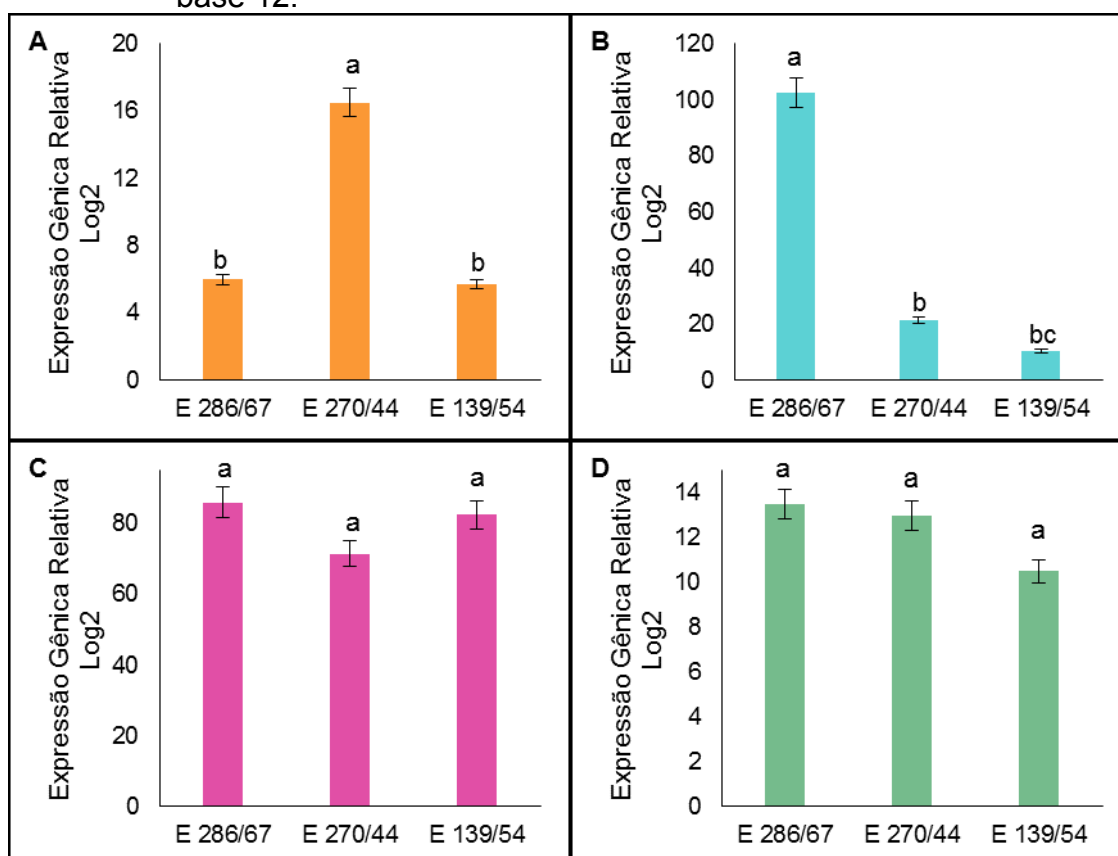 base 12.
A
Expressão Gênica Relativa
Log2
20
16
12
8
4
0
b
a
b
E 286/67 E 270/44 E 139/54
B
Expressão Gênica Relativa
Log2
120
100
80
60
40
20
0
a
b
bc
E 286/67 E 270/44 E 139/54
C
Expressão Gênica Relativa
Log2
80
60
40
20
0
a
a
a
E 286/67 E 270/44 E 139/54
D
Expressão Gênica Relativa
Log2
14
12
10
8
6
4
2
0
a
a
a
E 286/67 E 270/44 E 139/54